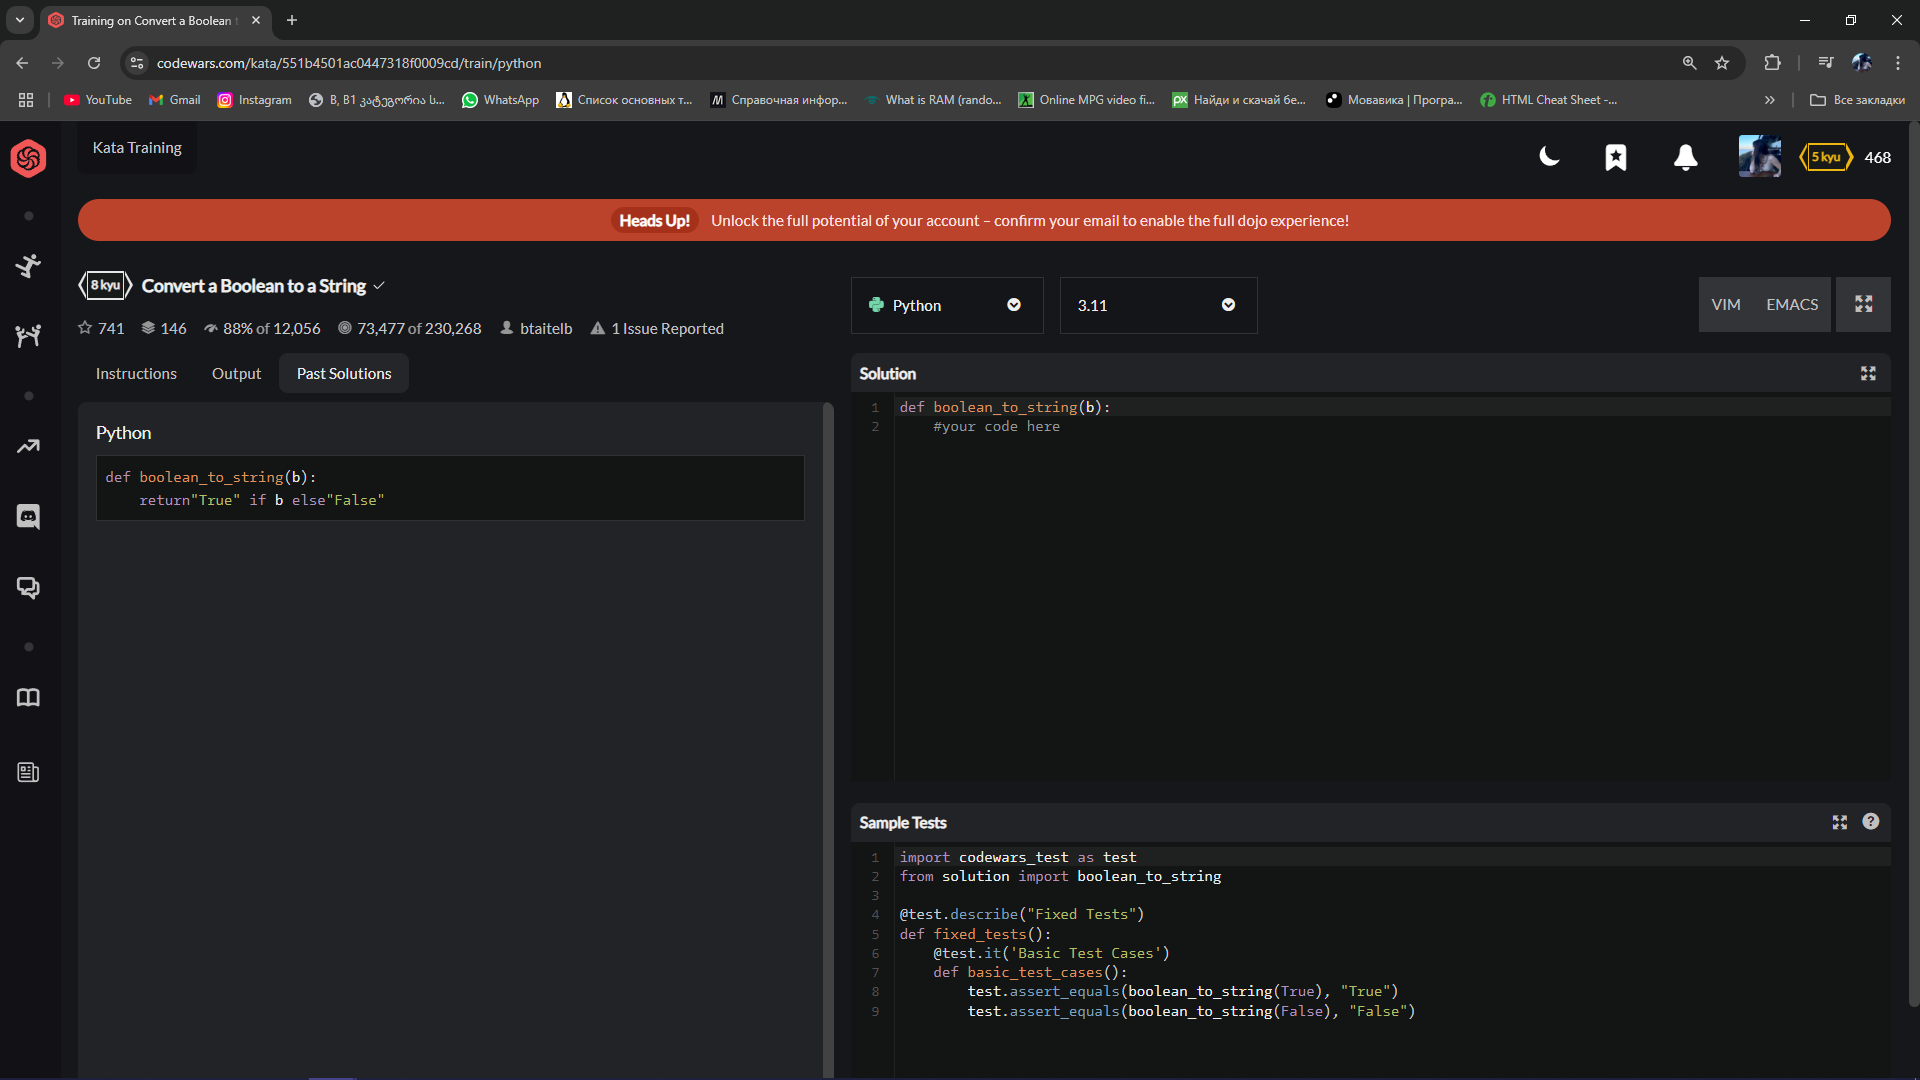 Training on Convert a Boolean
codewars.com/kata/551b4501ac0447318f0009cd/train/python
YouTube
Gmail
Instagram
B, B1 კატეგორია ს...
WhatsApp
Список основных т...
Справочная инфор...
What is RAM (rando...
Online MPG video fi...
Найди и скачай бе...
Мовавика | Програ...
HTML Cheat Sheet -...
Все закладки
Kata Training
5 kyu
468
Heads Up! Unlock the full potential of your account – confirm your email to enable the full dojo experience!
8 kyu
Convert a Boolean to a String
741 146 88% of 12,056 73,477 of 230,268 btaitelb 1 Issue Reported
Python
3.11
VIM
EMACS
Instructions
Output
Past Solutions
Python
def boolean_to_string(b):
    return"True" if b else"False"
Solution
1 def boolean_to_string(b):
2     #your code here
Sample Tests
?
1 import codewars_test as test
2 from solution import boolean_to_string
3
4 @test.describe("Fixed Tests")
5 def fixed_tests():
6     @test.it('Basic Test Cases')
7     def basic_test_cases():
8         test.assert_equals(boolean_to_string(True), "True")
9         test.assert_equals(boolean_to_string(False), "False")